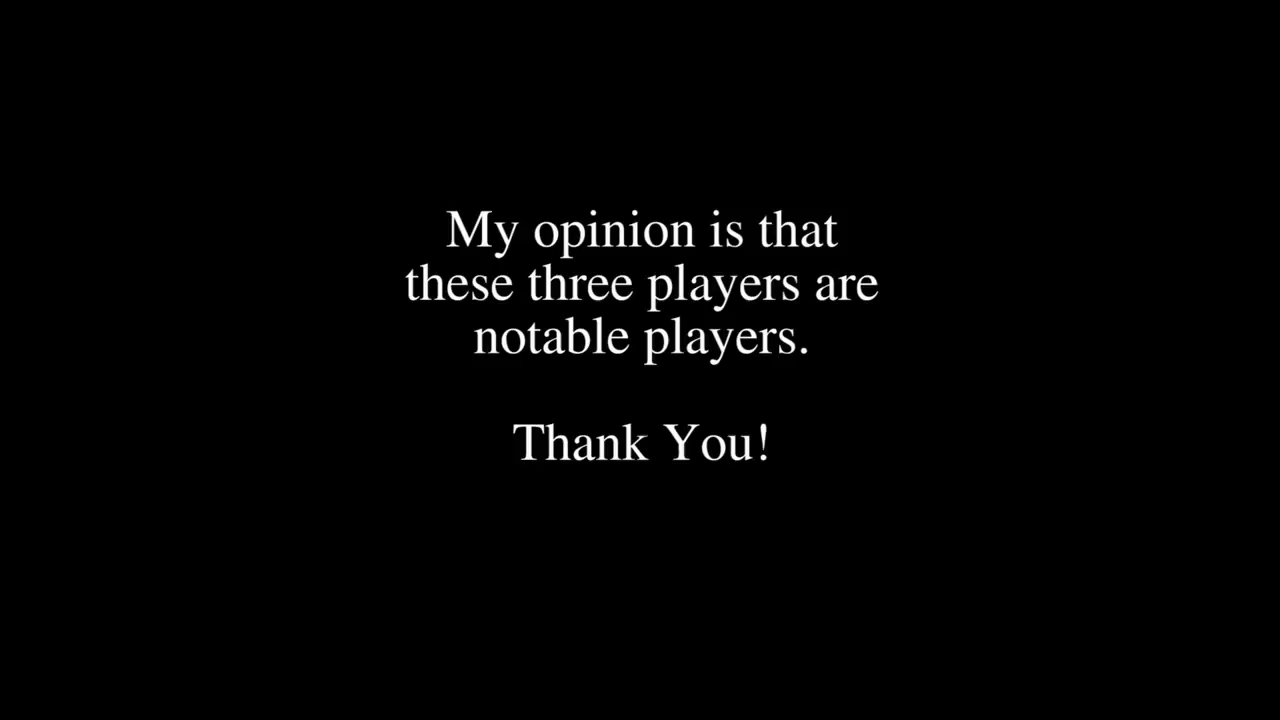 My opinion is that
these three players are
notable players.
Thank You!